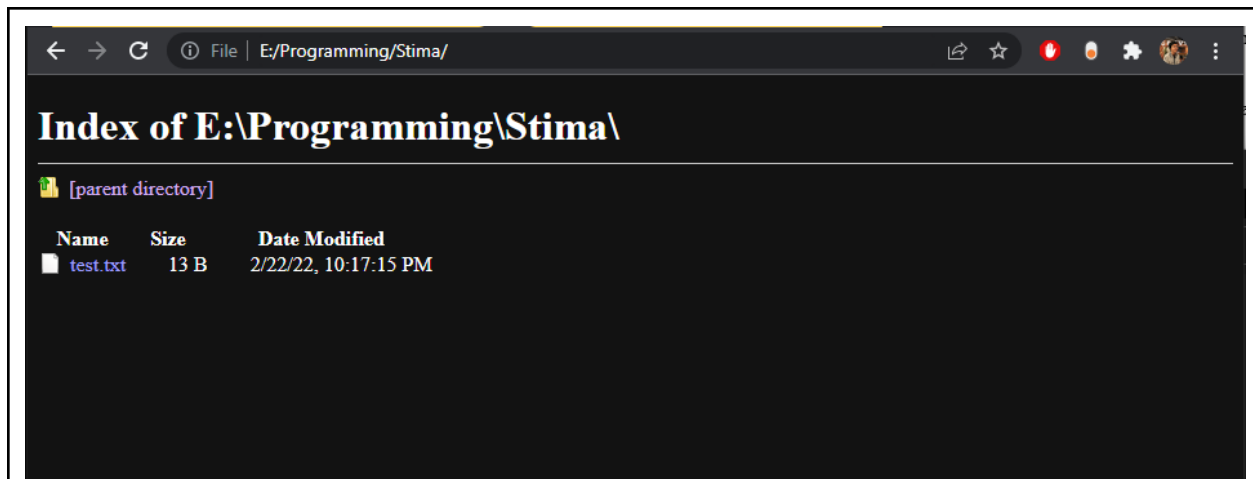 File | E:/Programming/Stima/
Index of E:\Programming\Stima\
[parent directory]
Name Size Date Modified
test.txt 13 B 2/22/22, 10:17:15 PM